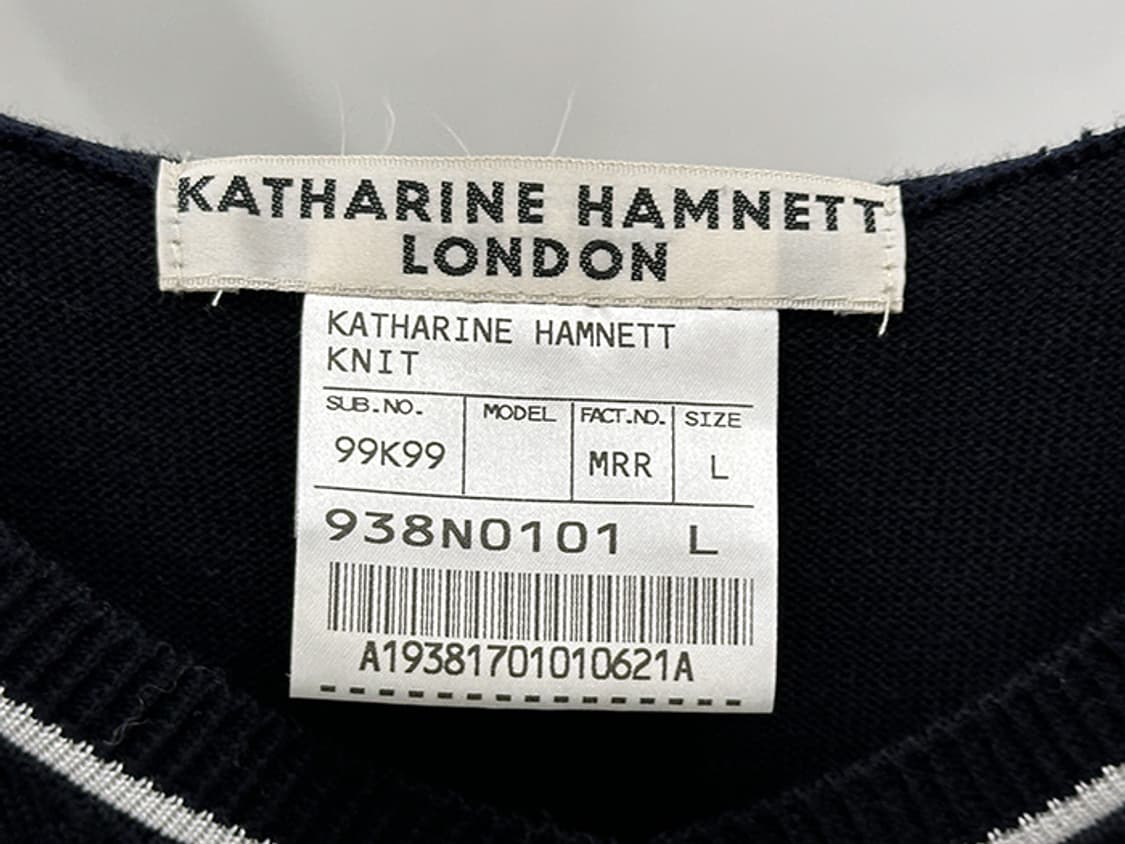 KATHARINE HAMNETT
LONDON
KATHARINE HAMNETT
KNIT
SUB.NO. MODEL FACT.NO. SIZE
99K99 MRR L
938N0101 L
A19381701010621A